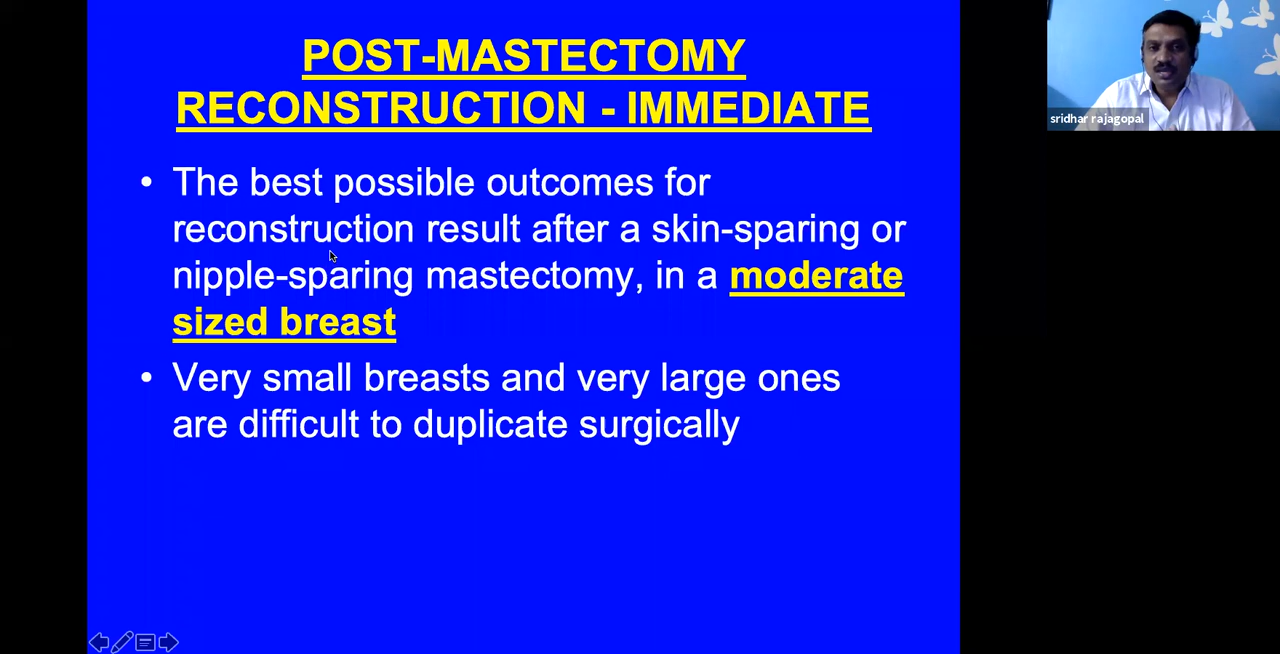 POST-MASTECTOMY
RECONSTRUCTION - IMMEDIATE
• The best possible outcomes for
reconstruction result after a skin-sparing or
nipple-sparing mastectomy, in a moderate
sized breast
• Very small breasts and very large ones
are difficult to duplicate surgically
sridhar rajagopal